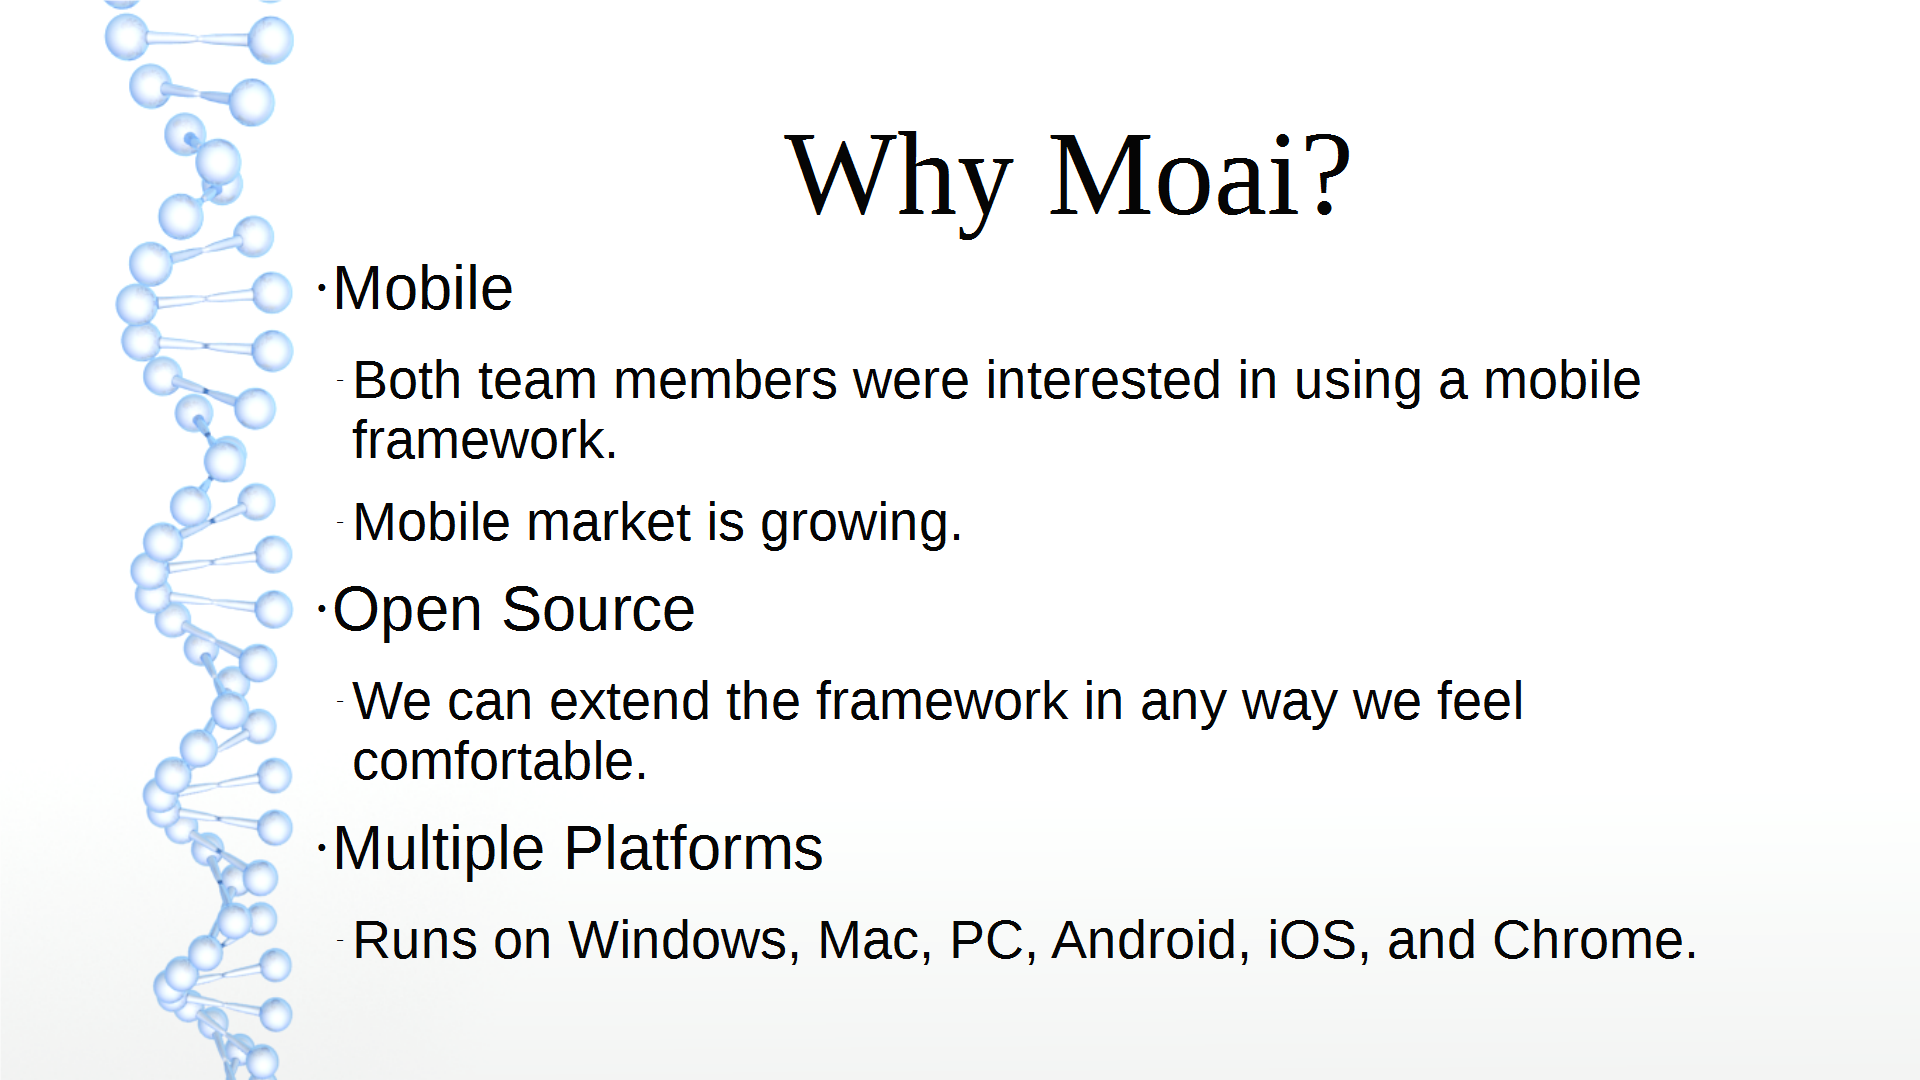 Why Moai?
·Mobile
-Both team members were interested in using a mobile
framework.
-Mobile market is growing.
·Open Source
-We can extend the framework in any way we feel
comfortable.
·Multiple Platforms
-Runs on Windows, Mac, PC, Android, iOS, and Chrome.